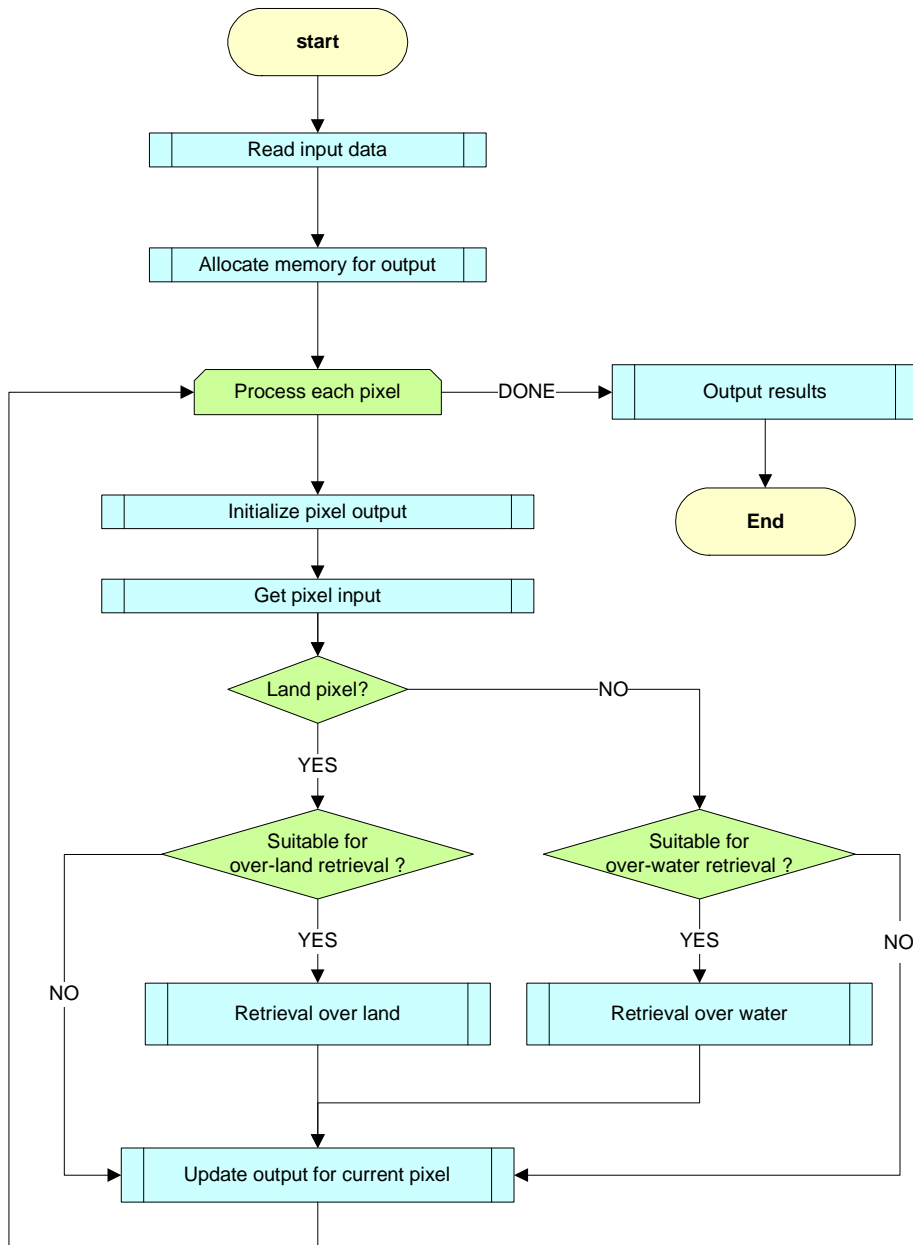 start
Read input data
Allocate memory for output
Process each pixel
DONE
Output results
End
Initialize pixel output
Get pixel input
Land pixel?
NO
YES
Suitable for
over-land retrieval ?
Suitable for
over-water retrieval ?
YES
YES
NO
NO
Retrieval over land
Retrieval over water
Update output for current pixel